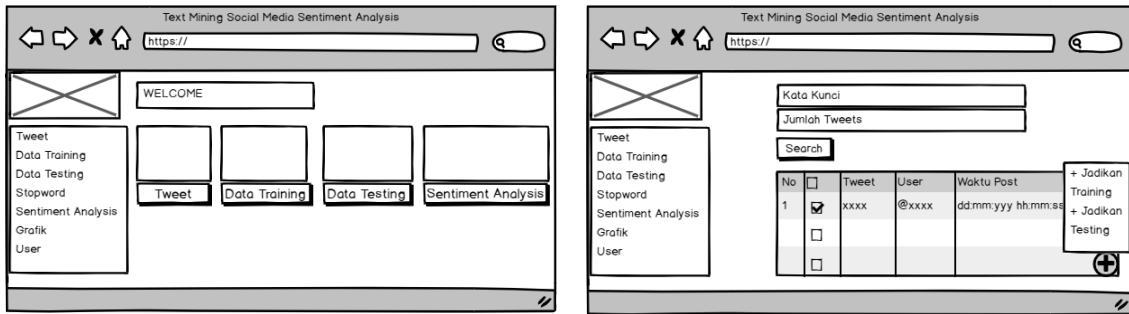 Text Mining Social Media Sentiment Analysis
https://
WELCOME
Tweet
Data Training
Data Testing
Stopword
Sentiment Analysis
Grafik
User
Tweet Data Training Data Testing Sentiment Analysis
Text Mining Social Media Sentiment Analysis
https://
Tweet
Data Training
Data Testing
Stopword
Sentiment Analysis
Grafik
User
Kata Kunci
Jumlah Tweets
Search
No Tweet User Waktu Post
1 xxxx @xxxx dd:mm:yyy hh:mm:ss
+ Jadikan
Training
+ Jadikan
Testing